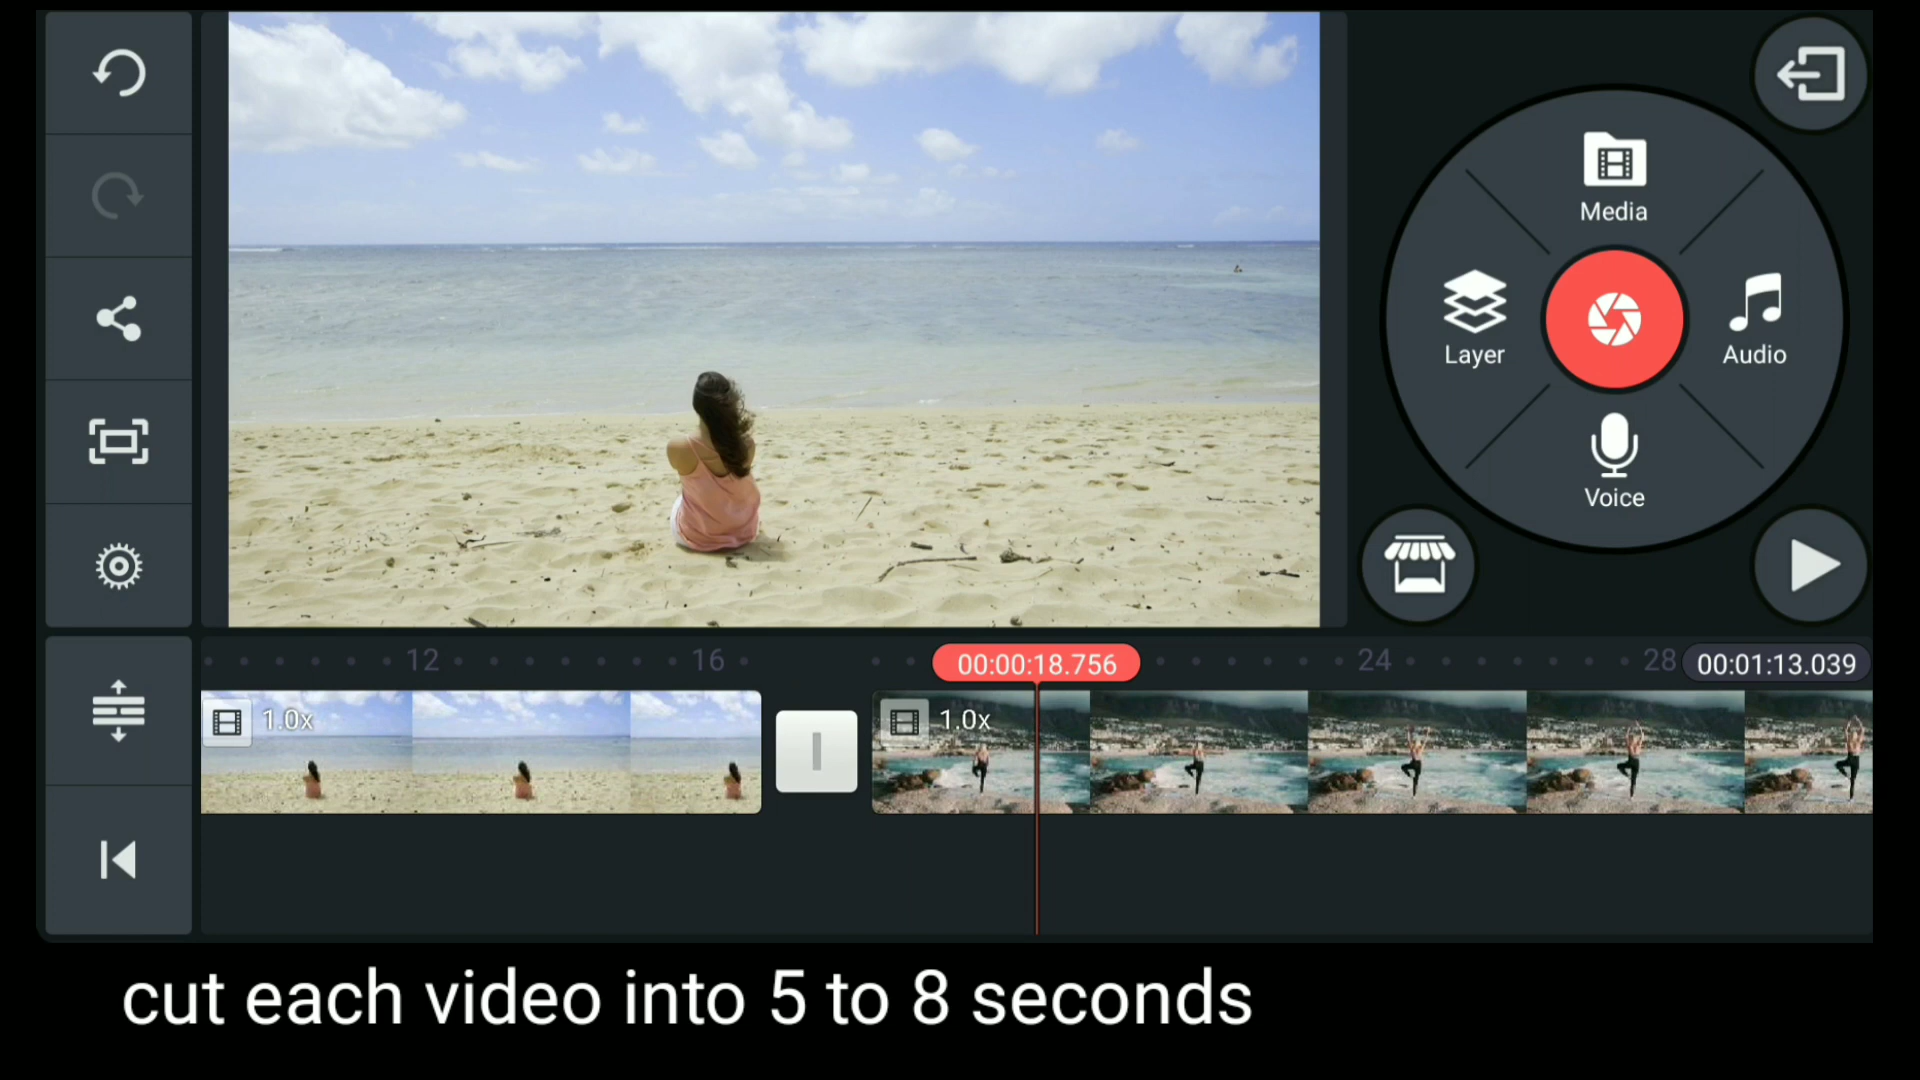 Media
Layer
Audio
Voice
12
16
00:00:18.756
24
28
00:01:13.039
1.0x
1.0x
cut each video into 5 to 8 seconds